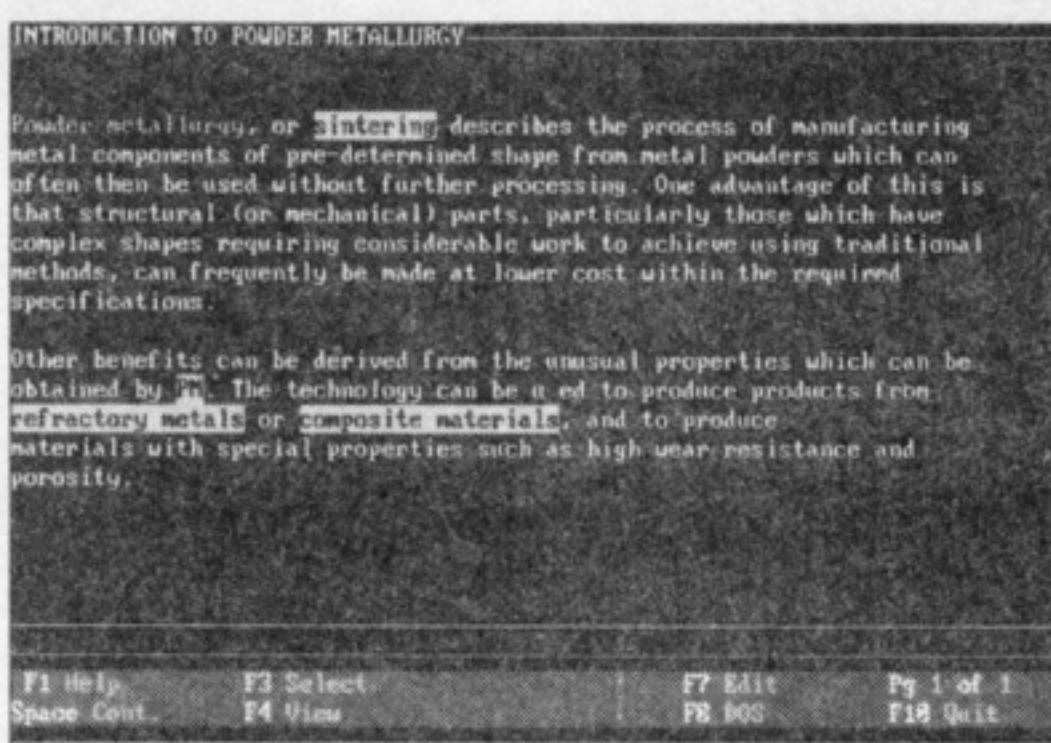 INTRODUCTION TO POWDER METALLURGY
Powder metallurgy, or sintering describes the process of manufacturing
metal components of pre-determined shape from metal powders which can
often then be used without further processing. One advantage of this is
that structural (or mechanical) parts, particularly those which have
complex shapes requiring considerable work to achieve using traditional
methods, can frequently be made at lower cost within the required
specifications.
Other benefits can be derived from the unusual properties which can be
obtained by PM. The technology can be u ed to produce products from
refractory metals or composite materials, and to produce
materials with special properties such as high wear resistance and
porosity.
F1 Help F3 Select F7 Edit Pg 1 of 1
Space Cont. F4 View F8 DOS F10 Quit